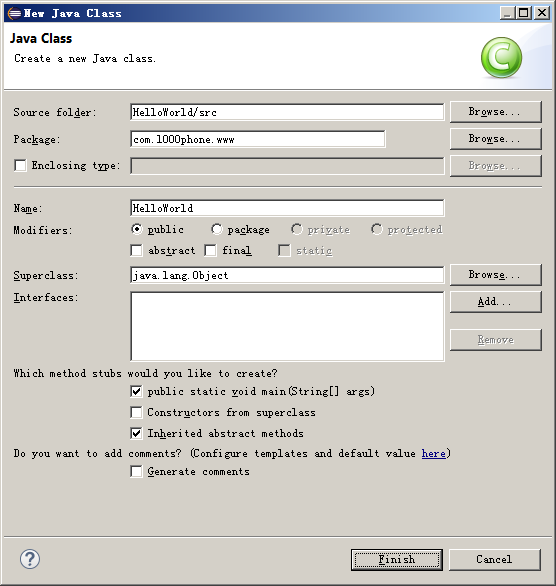 New Java Class
Java Class
Create a new Java class.
Source folder: HelloWorld/src Browse...
Package: com.1000phone.www Browse...
Enclosing type: Browse...
Name: HelloWorld
Modifiers: public package private protected
abstract final static
Superclass: java.lang.Object Browse...
Interfaces: Add...
Remove
Which method stubs would you like to create?
public static void main(String[] args)
Constructors from superclass
Inherited abstract methods
Do you want to add comments? (Configure templates and default value here)
Generate comments
? Finish Cancel